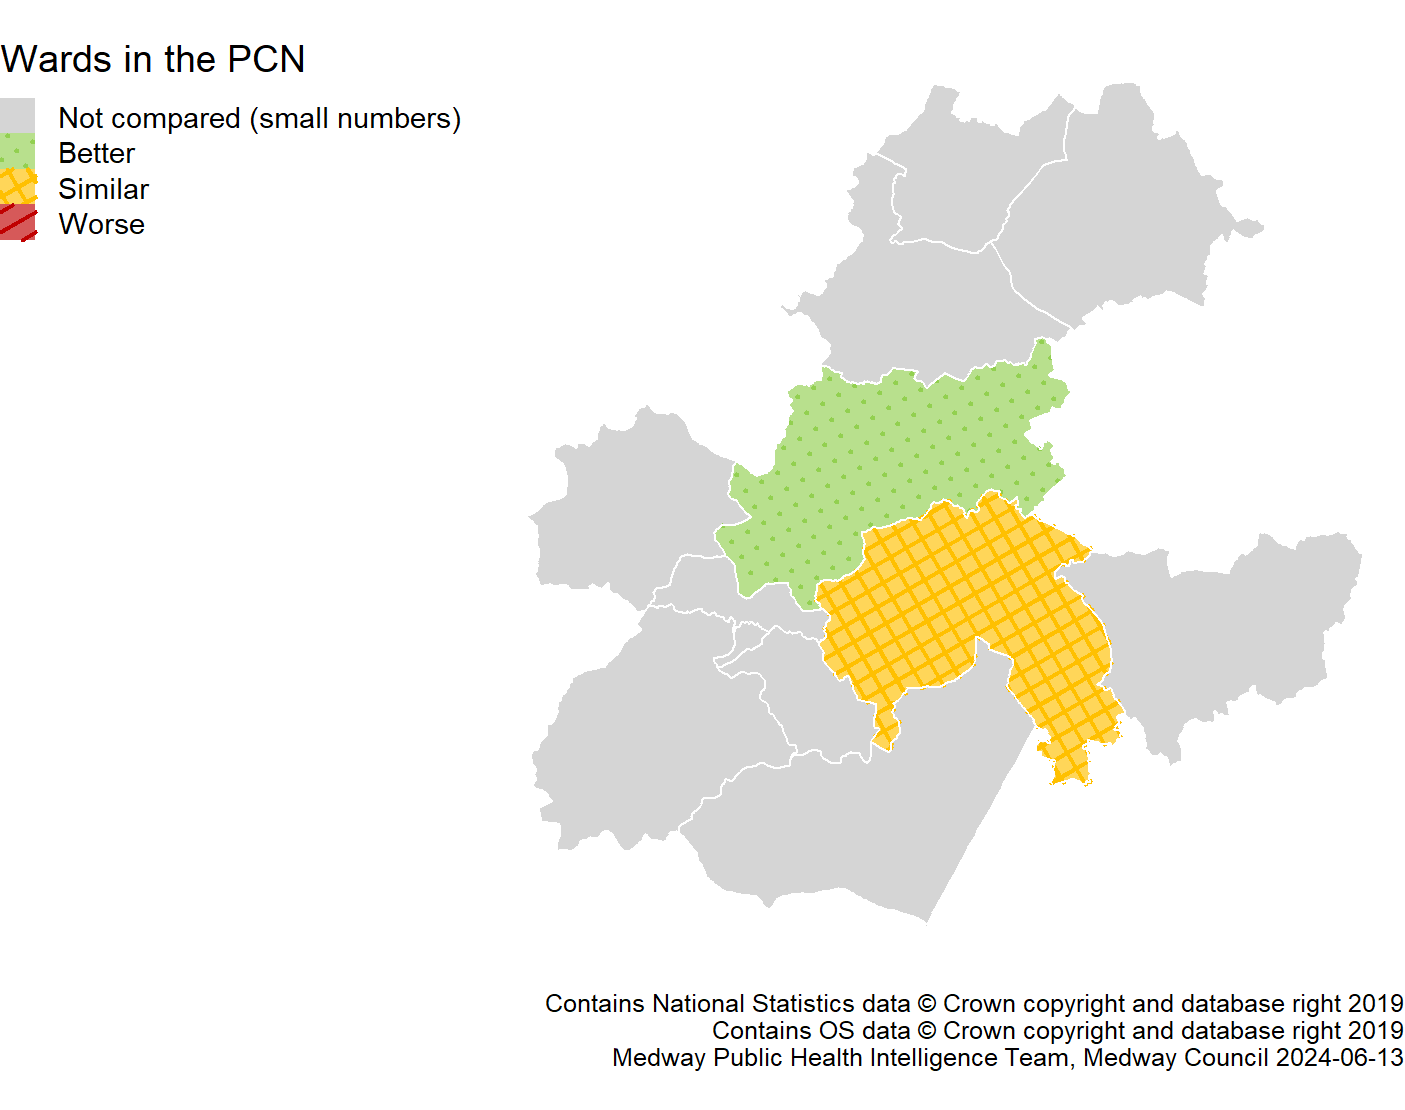 Wards in the PCN
Not compared (small numbers)
Better
Similar
Worse
Contains National Statistics data © Crown copyright and database right 2019
Contains OS data © Crown copyright and database right 2019
Medway Public Health Intelligence Team, Medway Council 2024-06-13